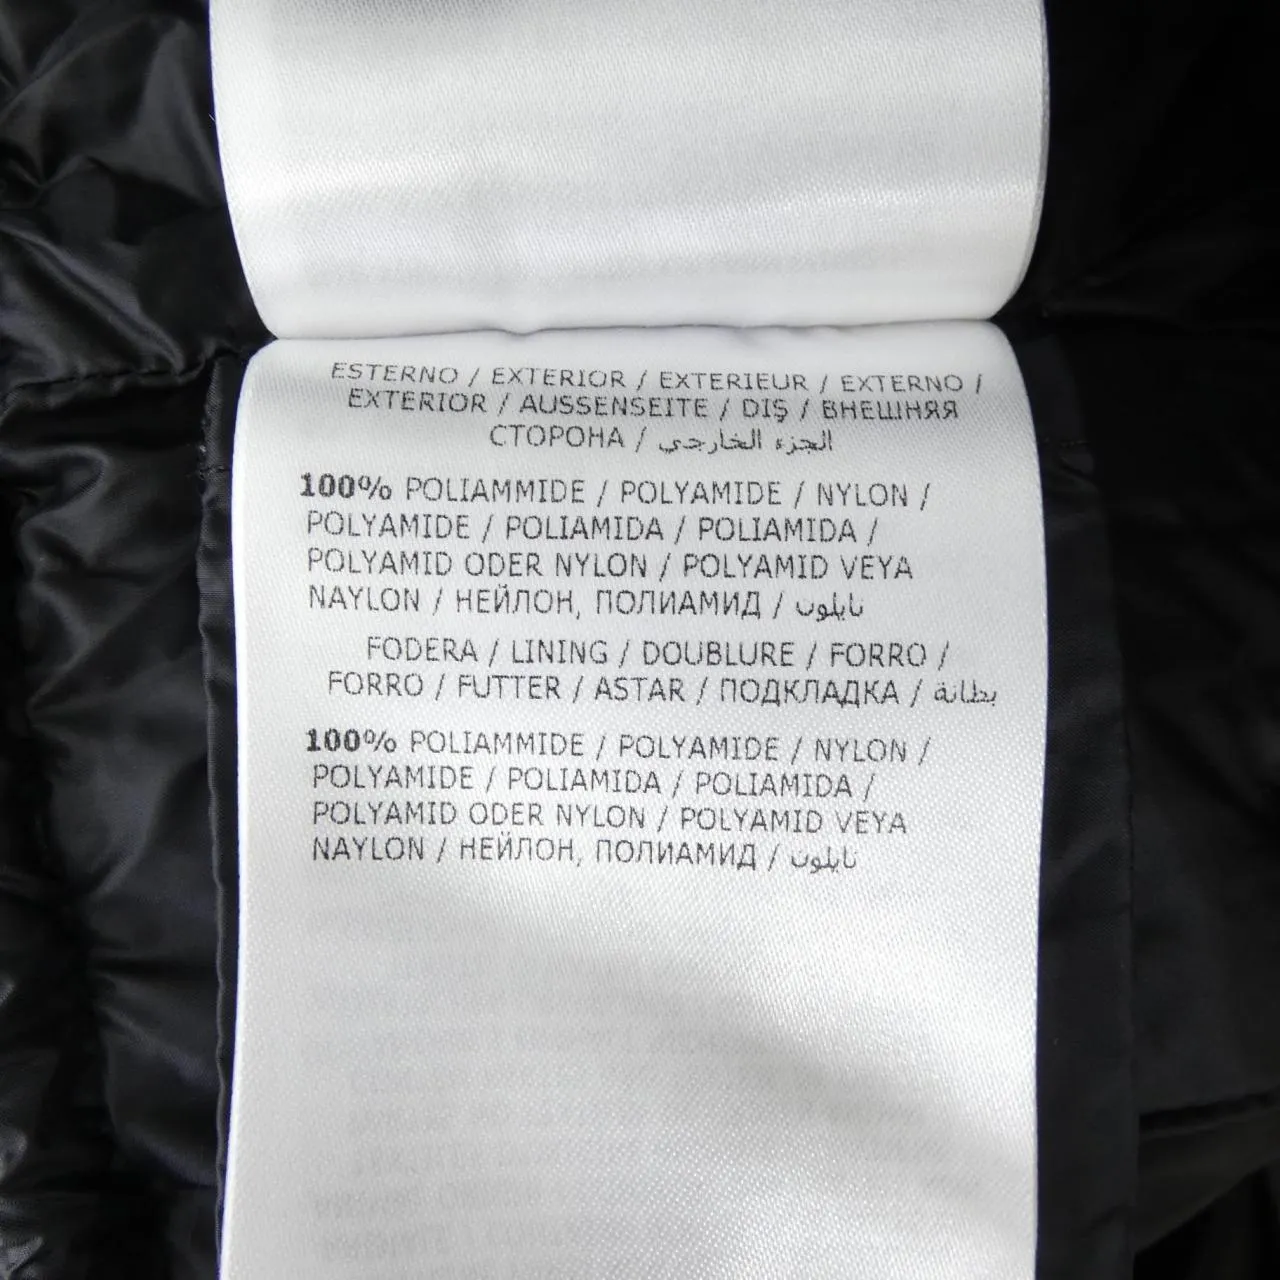 ESTERNO / EXTERIOR / EXTERIEUR / EXTERNO /
EXTERIOR / AUSSENSEITE / DIŞ / ВНЕШНЯЯ
СТОРОНА / الجزء الخارجي
100% POLIAMMIDE / POLYAMIDE / NYLON /
POLYAMIDE / POLIAMIDA / POLIAMIDA /
POLYAMID ODER NYLON / POLYAMID VEYA
NAYLON / НЕЙЛОН, ПОЛИАМИД / نايلون
FODERA / LINING / DOUBLURE / FORRO /
FORRO / FUTTER / ASTAR / ПОДКЛАДКА / بطانة
100% POLIAMMIDE / POLYAMIDE / NYLON /
POLYAMIDE / POLIAMIDA / POLIAMIDA /
POLYAMID ODER NYLON / POLYAMID VEYA
NAYLON / НЕЙЛОН, ПОЛИАМИД / نايلون